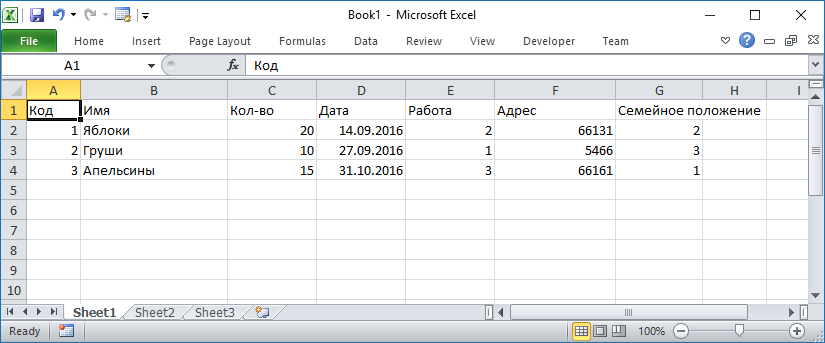 Book1 - Microsoft Excel
File Home Insert Page Layout Formulas Data Review View Developer Team
A1 fx Код
A B C D E F G H I
1 Код Имя Кол-во Дата Работа Адрес Семейное положение
2 1 Яблоки 20 14.09.2016 2 66131 2
3 2 Груши 10 27.09.2016 1 5466 3
4 3 Апельсины 15 31.10.2016 3 66161 1
5
6
7
8
9
10
Sheet1 Sheet2 Sheet3
Ready 100%